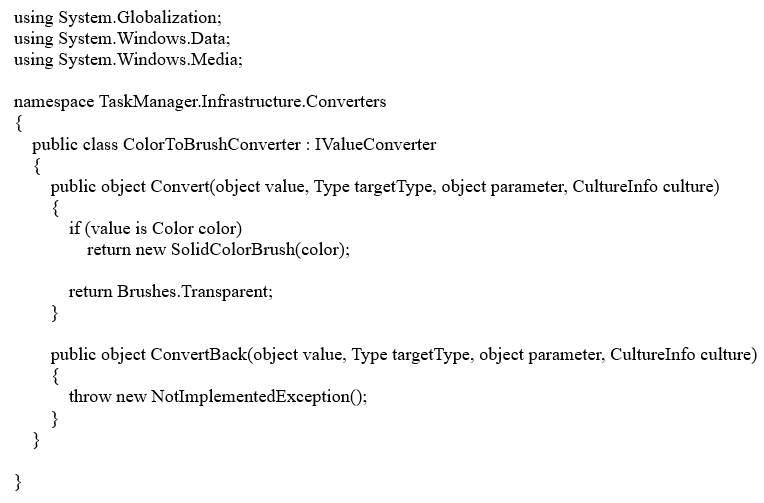 using System.Globalization;
using System.Windows.Data;
using System.Windows.Media;

namespace TaskManager.Infrastructure.Converters
{
    public class ColorToBrushConverter : IValueConverter
    {
        public object Convert(object value, Type targetType, object parameter, CultureInfo culture)
        {
            if (value is Color color)
                return new SolidColorBrush(color);

            return Brushes.Transparent;
        }

        public object ConvertBack(object value, Type targetType, object parameter, CultureInfo culture)
        {
            throw new NotImplementedException();
        }
    }

}